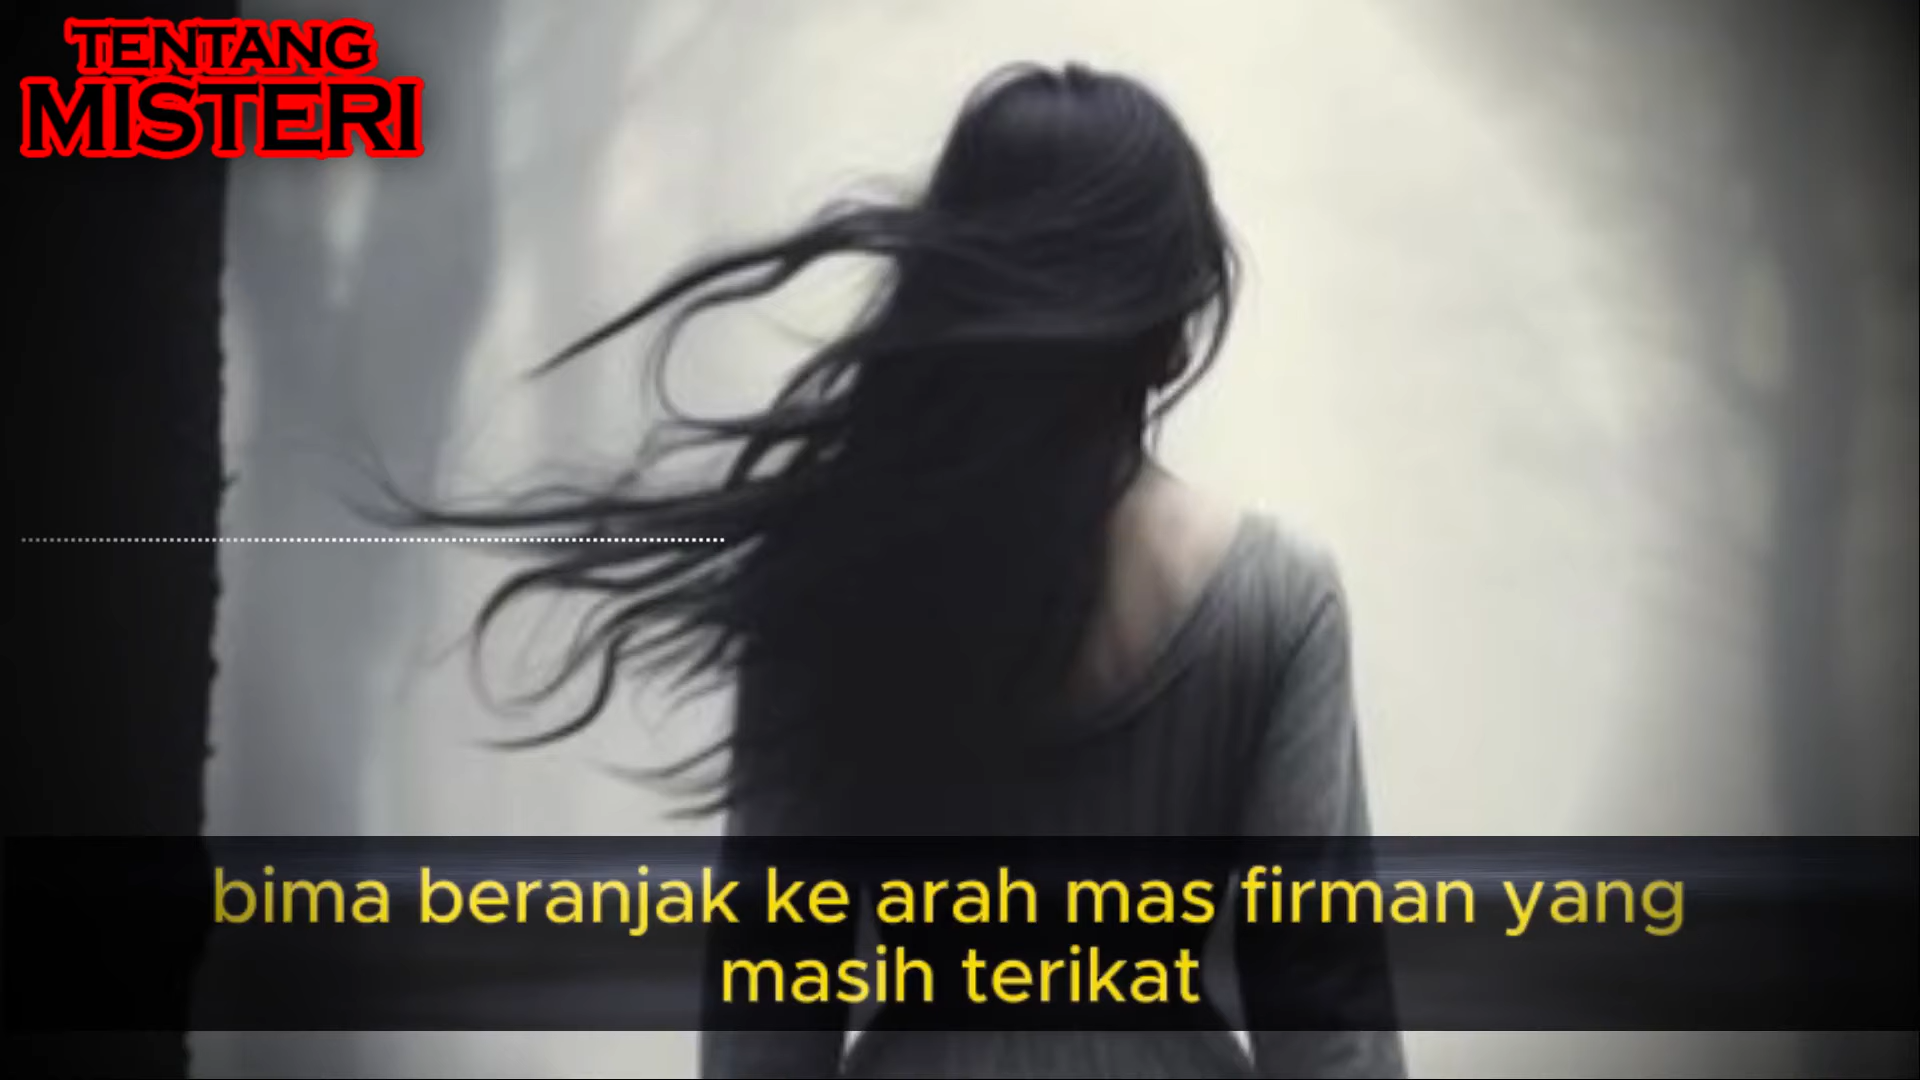 TENTANG
MISTERI
bima beranjak ke arah mas firman yang
masih terikat